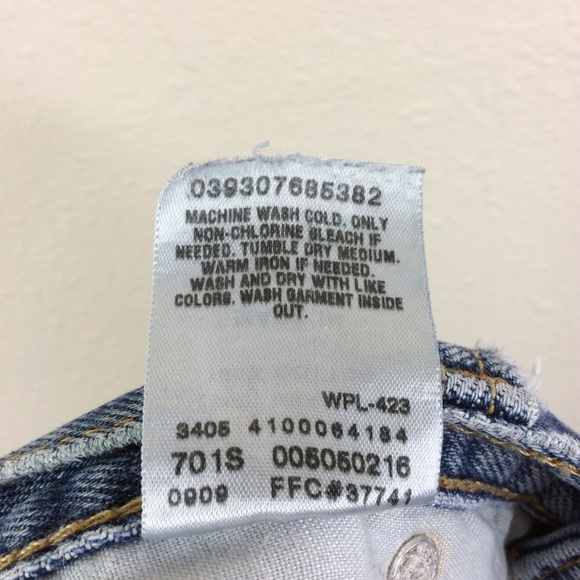 039307685382
MACHINE WASH COLD. ONLY
NON-CHLORINE BLEACH IF
NEEDED. TUMBLE DRY MEDIUM.
WARM IRON IF NEEDED.
WASH AND DRY WITH LIKE
COLORS. WASH GARMENT INSIDE
OUT.
WPL-423
3405 4100064184
701S 005050216
0909 FFC#37741